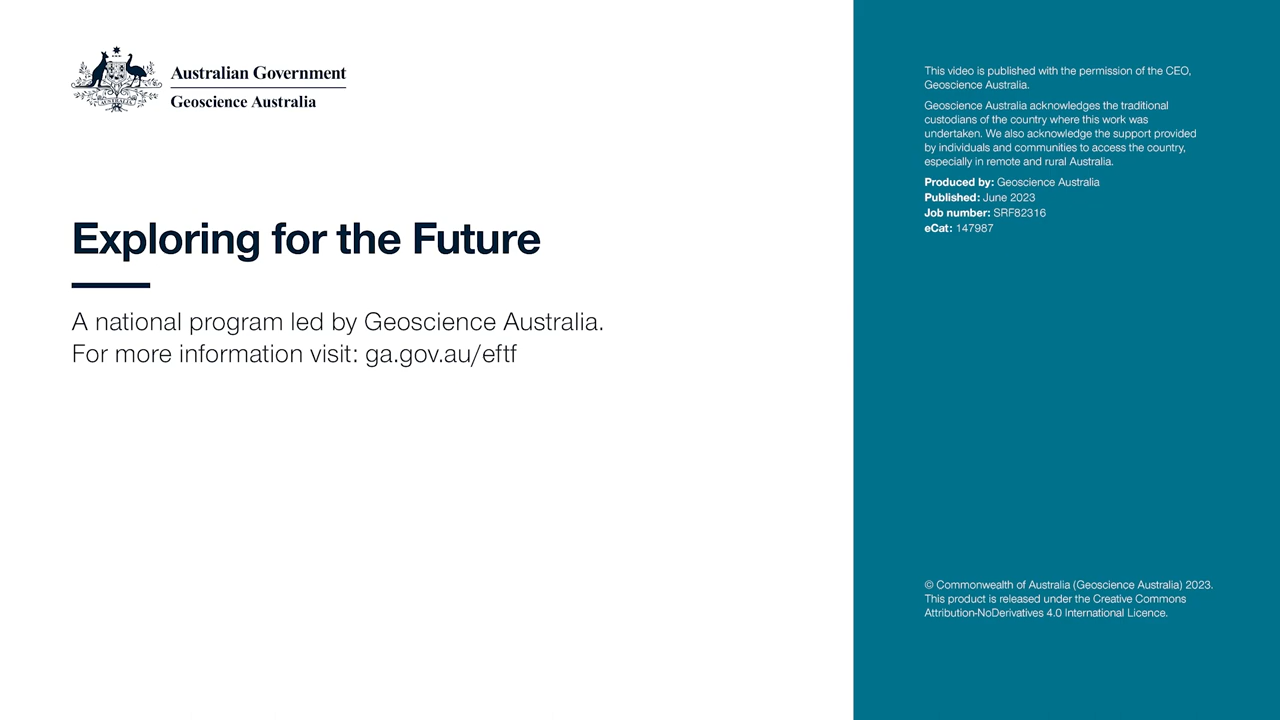 Australian Government
Geoscience Australia
Exploring for the Future
A national program led by Geoscience Australia.
For more information visit: ga.gov.au/eftf
This video is published with the permission of the CEO,
Geoscience Australia.
Geoscience Australia acknowledges the traditional
custodians of the country where this work was
undertaken. We also acknowledge the support provided
by individuals and communities to access the country,
especially in remote and rural Australia.
Produced by: Geoscience Australia
Published: June 2023
Job number: SRF82316
eCat: 147987
© Commonwealth of Australia (Geoscience Australia) 2023.
This product is released under the Creative Commons
Attribution-NoDerivatives 4.0 International Licence.